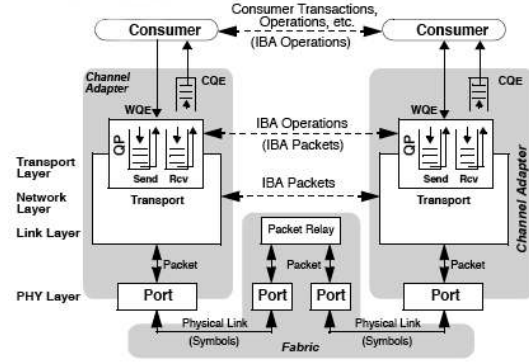 Consumer Transactions,
Operations, etc.
Consumer
Consumer
(IBA Operations)
Channel
Adapter
CQE
CQE
WQE
WQE
IBA Operations
(IBA Packets)
QP
QP
Send
Rcv
Send
Rcv
Channel Adapter
Transport
Layer
IBA Packets
Transport
Transport
Network
Layer
Link Layer
Packet Relay
Packet
Packet
Packet
Packet
PHY Layer
Port
Port
Port
Port
Physical Link
(Symbols)
Physical Link
(Symbols)
Fabric